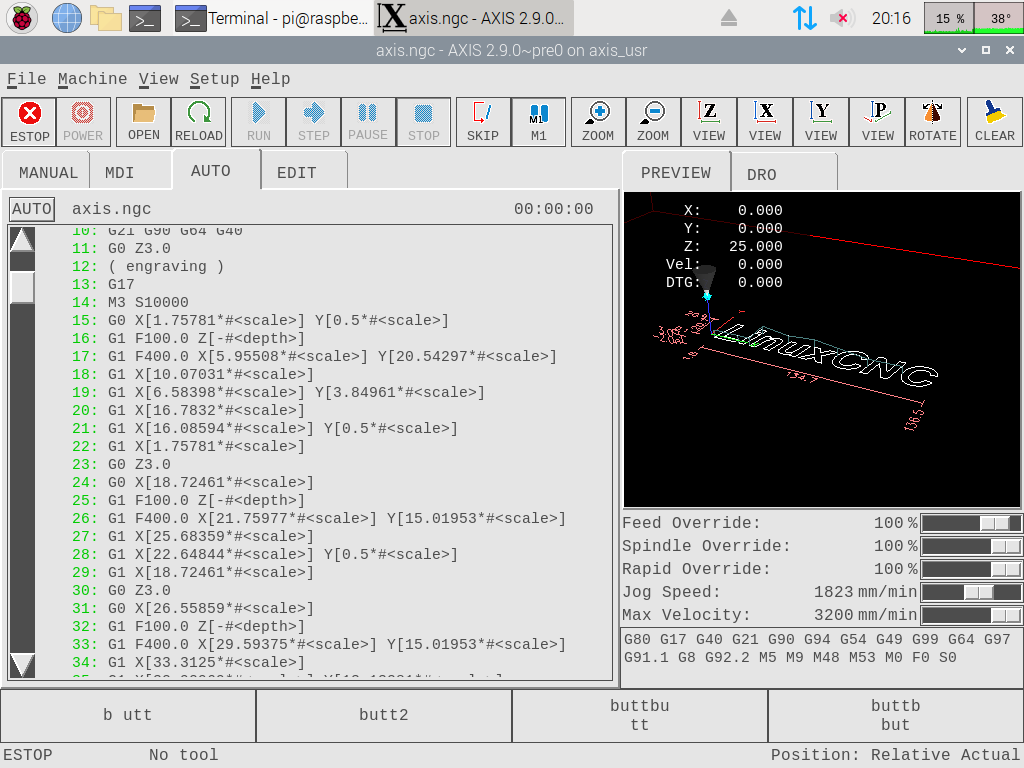 Terminal - pi@raspbe... axis.ngc - AXIS 2.9.0... 20:16 15 % 38°
axis.ngc - AXIS 2.9.0~pre0 on axis_usr
File Machine View Setup Help
ESTOP POWER OPEN RELOAD RUN STEP PAUSE STOP SKIP M1 M1 ZOOM ZOOM Z VIEW X VIEW Y VIEW P VIEW ROTATE CLEAR
MANUAL MDI AUTO EDIT PREVIEW DRO
AUTO axis.ngc 00:00:00
10: G21 G90 G64 G40
11: G0 Z3.0
12: ( engraving )
13: G17
14: M3 S10000
15: G0 X[1.75781*#<scale>] Y[0.5*#<scale>]
16: G1 F100.0 Z[-#<depth>]
17: G1 F400.0 X[5.95508*#<scale>] Y[20.54297*#<scale>]
18: G1 X[10.07031*#<scale>]
19: G1 X[6.58398*#<scale>] Y[3.84961*#<scale>]
20: G1 X[16.7832*#<scale>]
21: G1 X[16.08594*#<scale>] Y[0.5*#<scale>]
22: G1 X[1.75781*#<scale>]
23: G0 Z3.0
24: G0 X[18.72461*#<scale>]
25: G1 F100.0 Z[-#<depth>]
26: G1 F400.0 X[21.75977*#<scale>] Y[15.01953*#<scale>]
27: G1 X[25.68359*#<scale>]
28: G1 X[22.64844*#<scale>] Y[0.5*#<scale>]
29: G1 X[18.72461*#<scale>]
30: G0 Z3.0
31: G0 X[26.55859*#<scale>]
32: G1 F100.0 Z[-#<depth>]
33: G1 F400.0 X[29.59375*#<scale>] Y[15.01953*#<scale>]
34: G1 X[33.3125*#<scale>]
X: 0.000
Y: 0.000
Z: 25.000
Vel: 0.000
DTG: 0.000
LinuxCNC
134.7
136.5
Feed Override: 100 %
Spindle Override: 100 %
Rapid Override: 100 %
Jog Speed: 1823 mm/min
Max Velocity: 3200 mm/min
G80 G17 G40 G21 G90 G94 G54 G49 G99 G64 G97
G91.1 G8 G92.2 M5 M9 M48 M53 M0 F0 S0
b utt
butt2
buttbu
tt
buttb
but
ESTOP No tool Position: Relative Actual